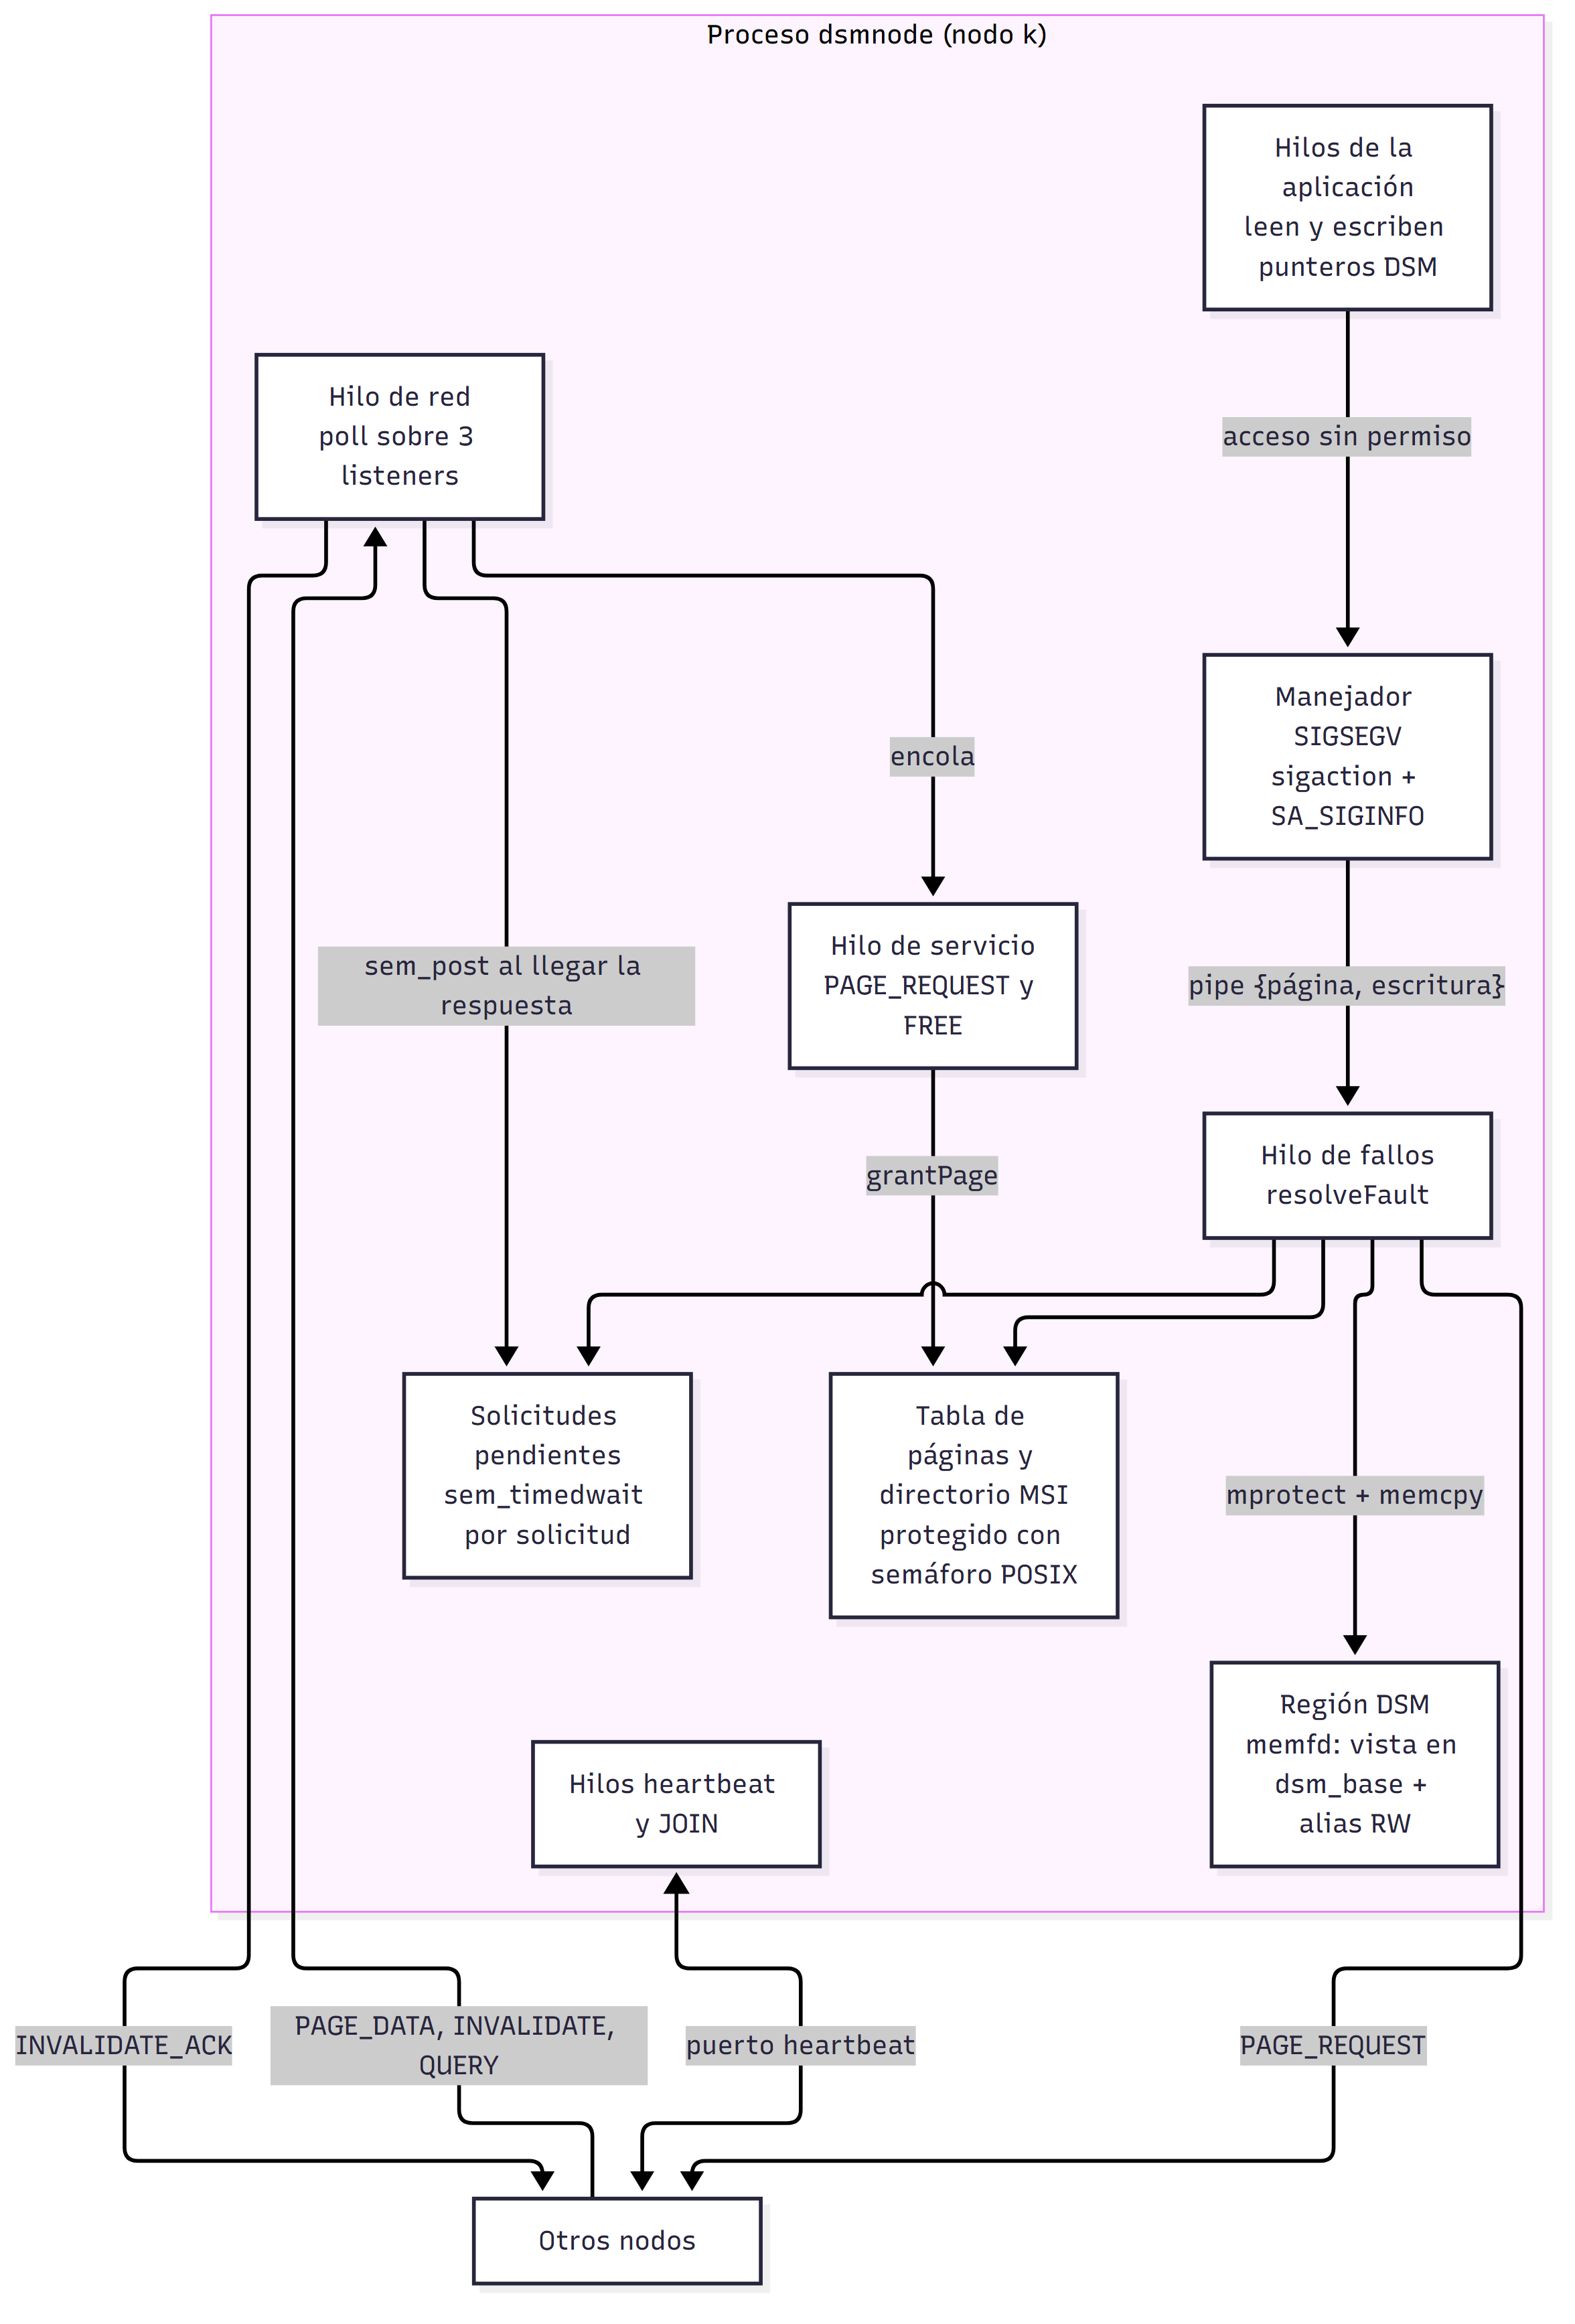 Proceso dsmnode (nodo k)
Hilos de la
aplicación
leen y escriben
punteros DSM
Hilo de red
poll sobre 3
listeners
acceso sin permiso
Manejador
SIGSEGV
sigaction +
SA_SIGINFO
encola
Hilo de servicio
PAGE_REQUEST y
FREE
sem_post al llegar la
respuesta
pipe {página, escritura}
Hilo de fallos
resolveFault
grantPage
Solicitudes
pendientes
sem_timedwait
por solicitud
Tabla de
páginas y
directorio MSI
protegido con
semáforo POSIX
mprotect + memcpy
Región DSM
memfd: vista en
dsm_base +
alias RW
Hilos heartbeat
y JOIN
INVALIDATE_ACK
PAGE_DATA, INVALIDATE,
QUERY
puerto heartbeat
PAGE_REQUEST
Otros nodos